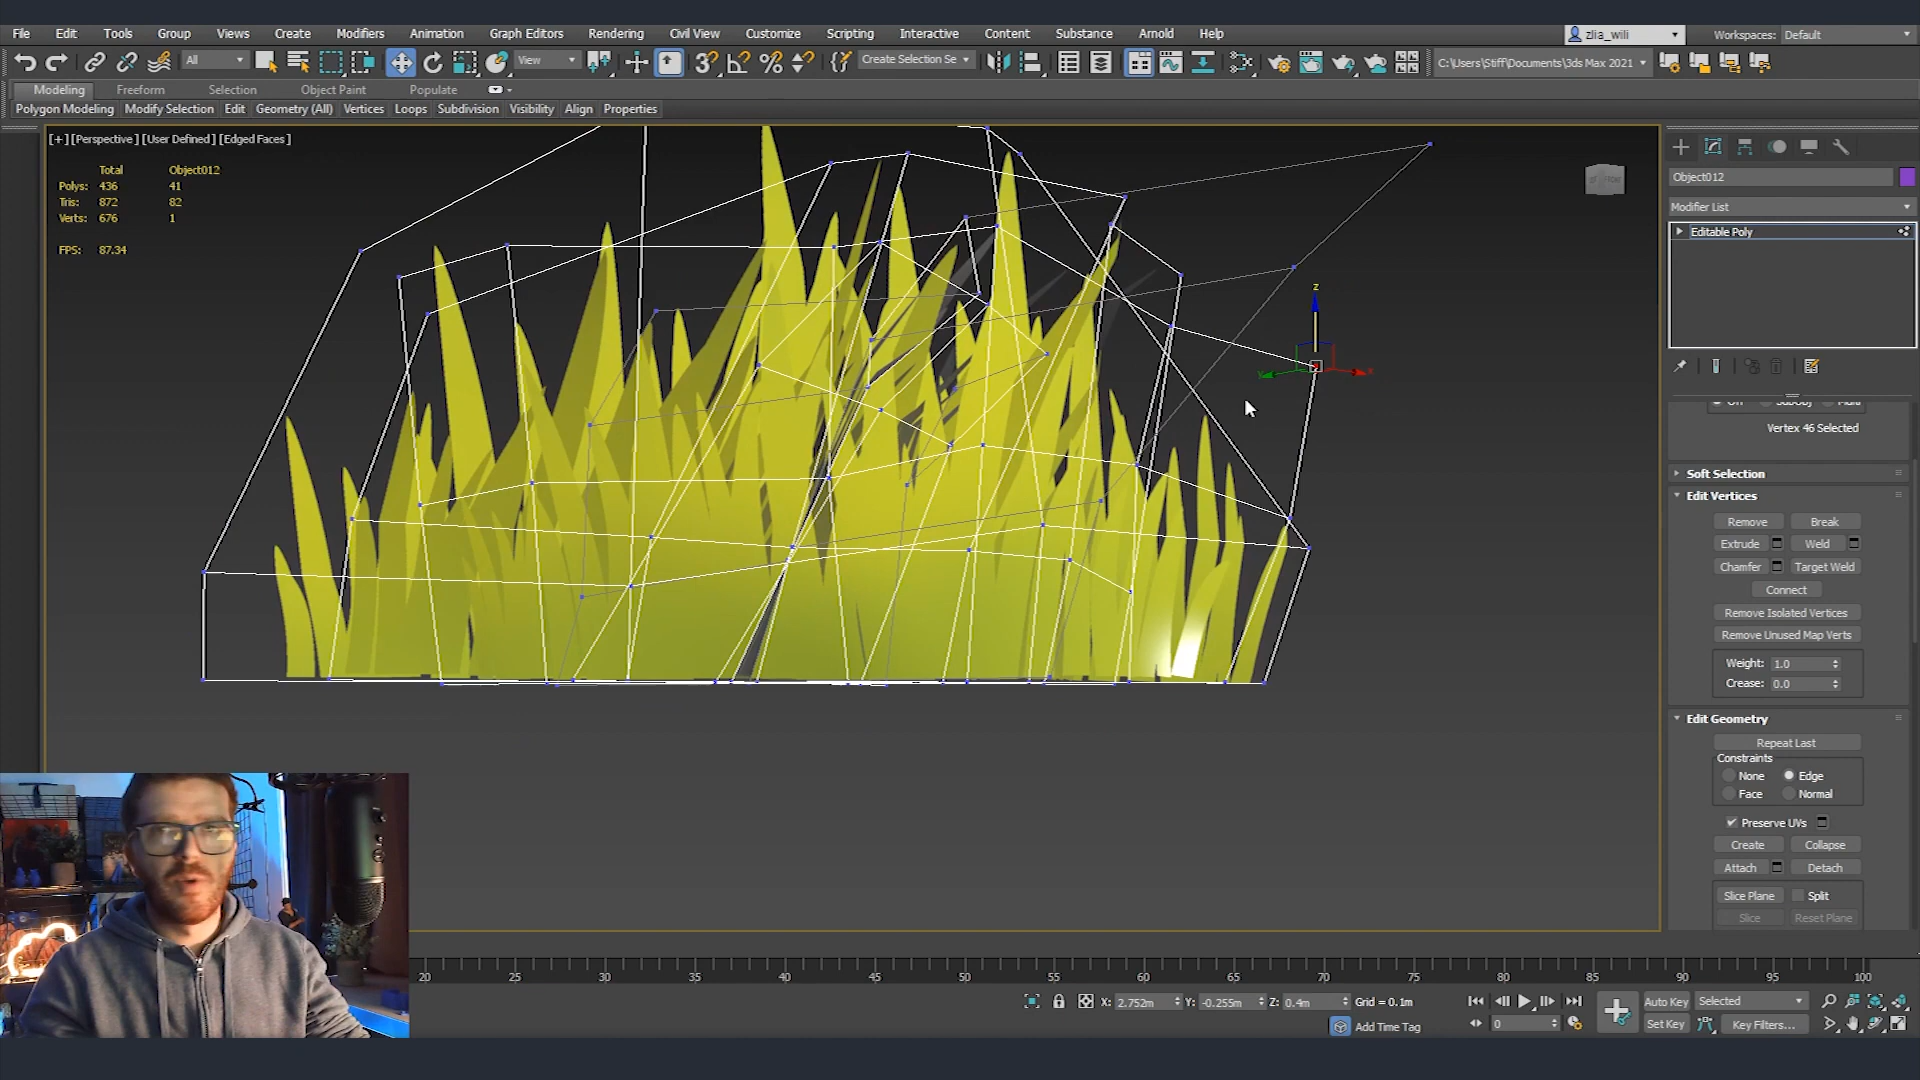 File Edit Tools Group Views Create Modifiers Animation Graph Editors Rendering Civil View Customize Scripting Interactive Content Substance Arnold Help zlia_wili Workspaces: Default
All View Create Selection Se C:\Users\Stiff\Documents\3ds Max 2021
Modeling Freeform Selection Object Paint Populate
Polygon Modeling Modify Selection Edit Geometry (All) Vertices Loops Subdivision Visibility Align Properties
[+] [Perspective] [User Defined] [Edged Faces]
Total Object012
Polys: 436 41
Tris: 872 82
Verts: 676 1
FPS: 87.34
z
x
y
Object012
Modifier List
Editable Poly
Vertex 46 Selected
Soft Selection
Edit Vertices
Remove Break
Extrude Weld
Chamfer Target Weld
Connect
Remove Isolated Vertices
Remove Unused Map Verts
Weight: 1.0
Crease: 0.0
Edit Geometry
Repeat Last
Constraints
None Edge
Face Normal
Preserve UVs
Create Collapse
Attach Detach
Slice Plane Split
Slice Reset Plane
20 25 30 35 40 45 50 55 60 65 70 75 80 85 90 95 100
X: 2.752m Y: -0.255m Z: 0.4m Grid = 0.1m Auto Key Selected
Add Time Tag 0 Set Key Key Filters...